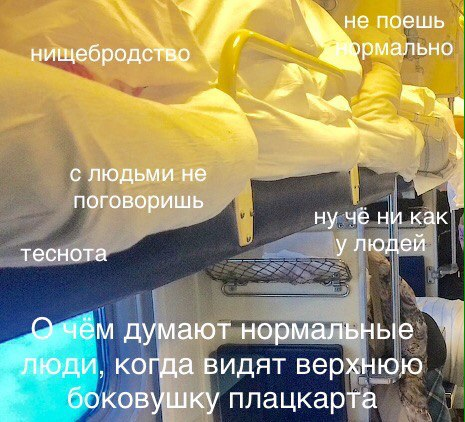 не поешь
нормально
нищебродство
с людьми не
поговоришь
ну чё ни как
у людей
теснота
О чём думают нормальные
люди, когда видят верхнюю
боковушку плацкарта